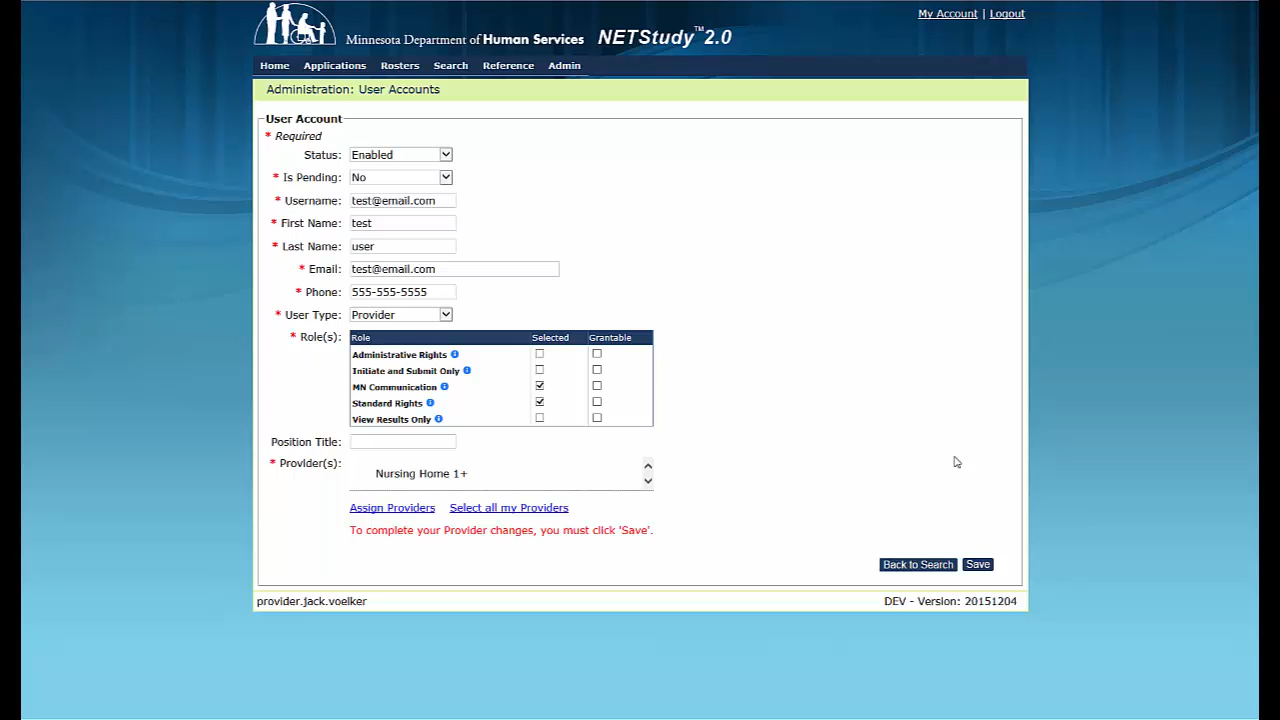 My Account | Logout
Minnesota Department of Human Services NETStudy™ 2.0
Home Applications Rosters Search Reference Admin
Administration: User Accounts
User Account
* Required
Status: Enabled
* Is Pending: No
* Username: test@email.com
* First Name: test
* Last Name: user
* Email: test@email.com
* Phone: 555-555-5555
* User Type: Provider
* Role(s): Role Selected Grantable
Administrative Rights
Initiate and Submit Only
MN Communication
Standard Rights
View Results Only
Position Title:
* Provider(s): Nursing Home 1+
Assign Providers Select all my Providers
To complete your Provider changes, you must click 'Save'.
Back to Search Save
provider.jack.voelker DEV - Version: 20151204